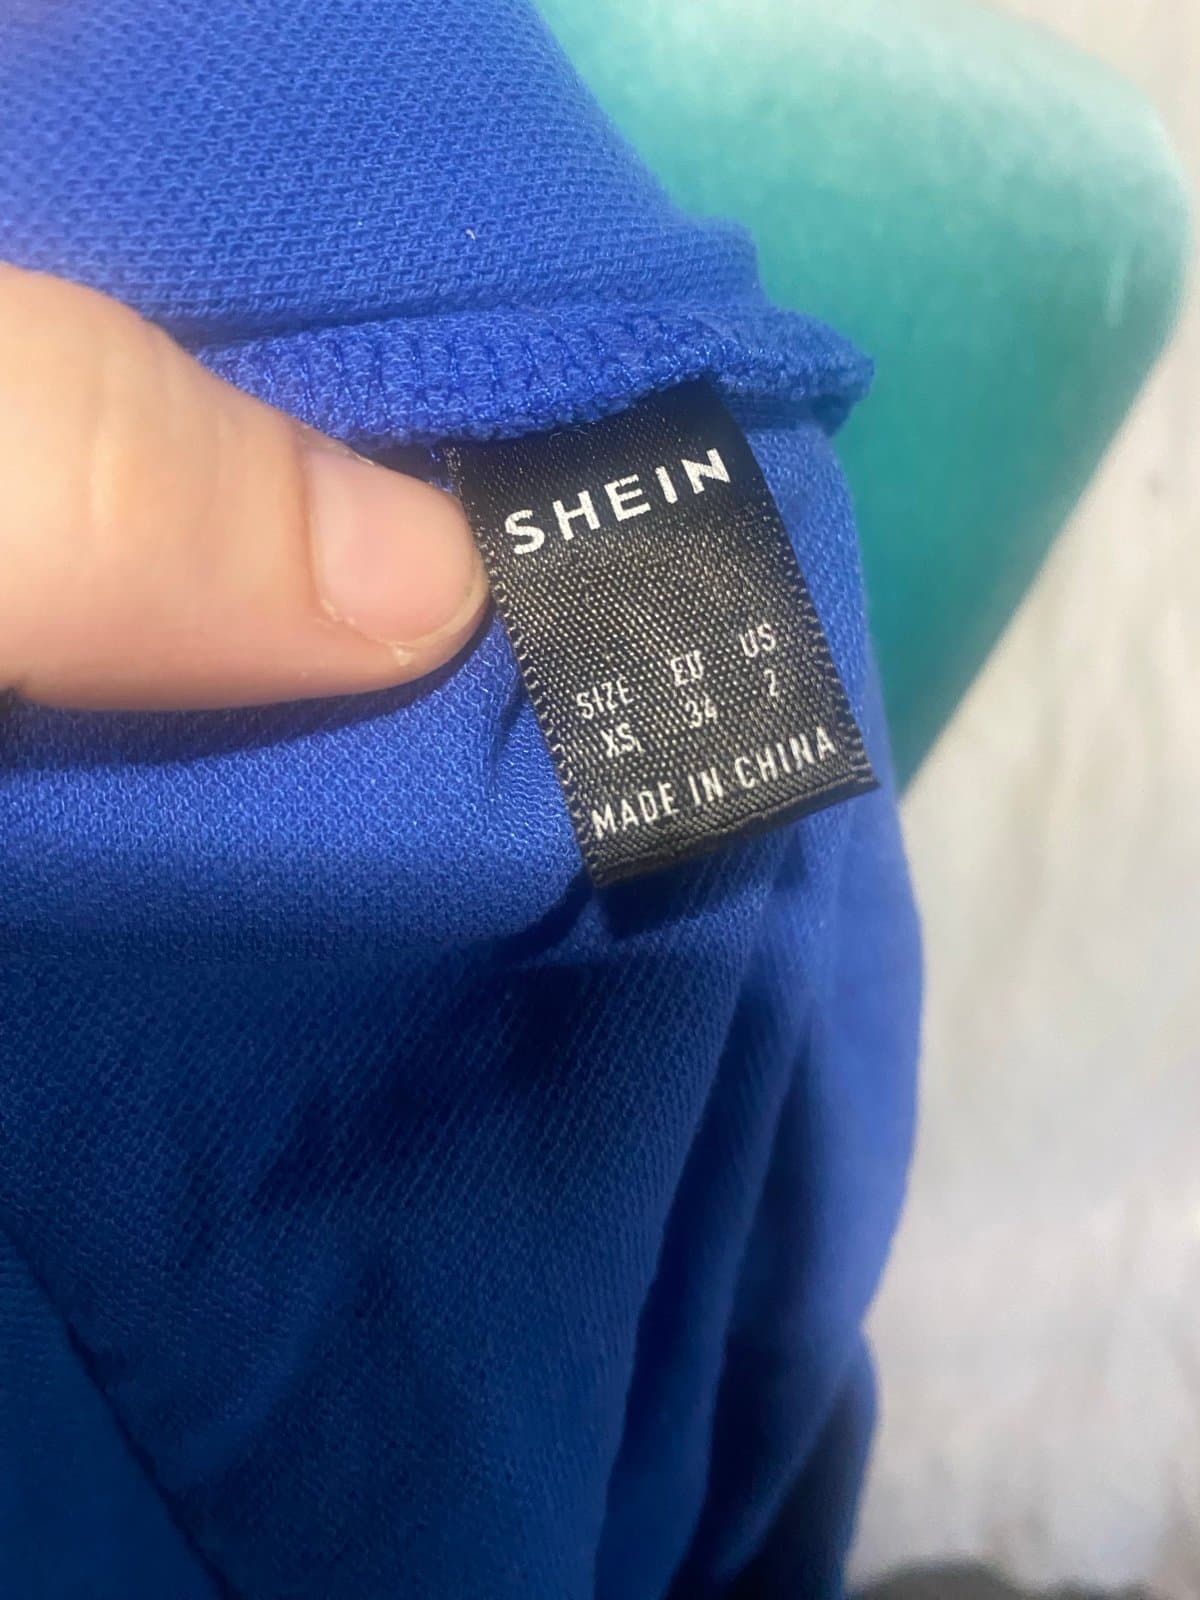 SHEIN
SIZE EU US
XS 34 2
MADE IN CHINA